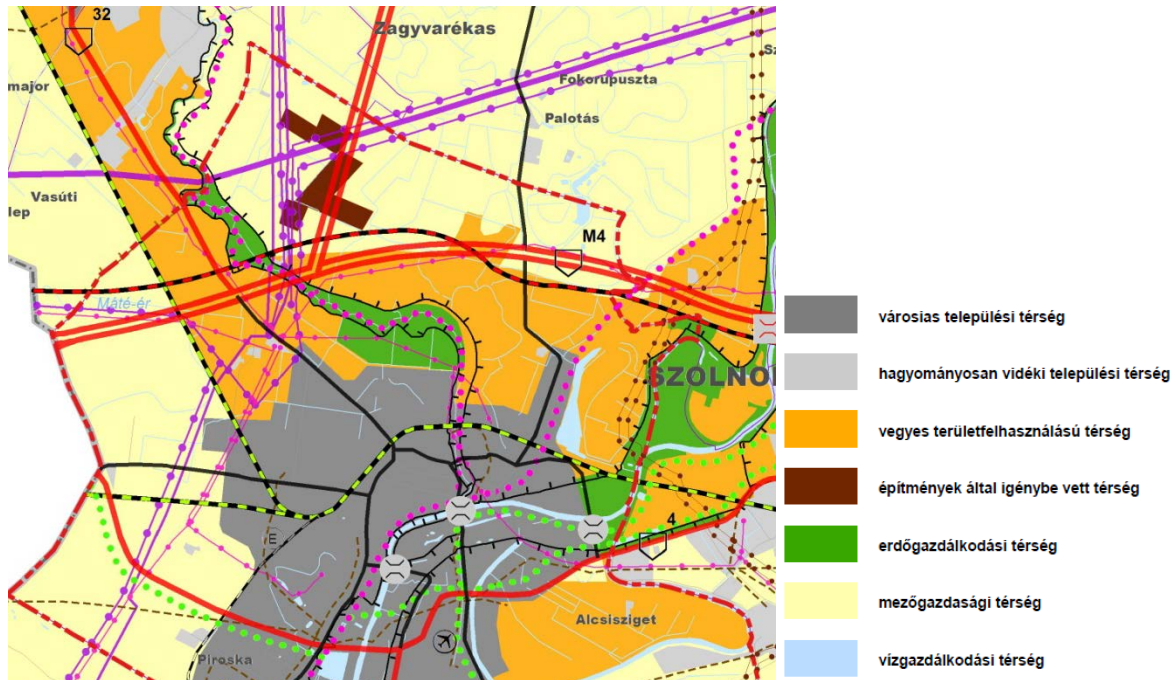 32
Zagyvarékas
major
Fokorúpuszta
Palotás
Vasúti
lep
M4
Máté-ér
SZOLNO
4
Alcsisziget
Piroska
városias települési térség
hagyományosan vidéki települési térség
vegyes területfelhasználású térség
építmények által igénybe vett térség
erdőgazdálkodási térség
mezőgazdasági térség
vízgazdálkodási térség